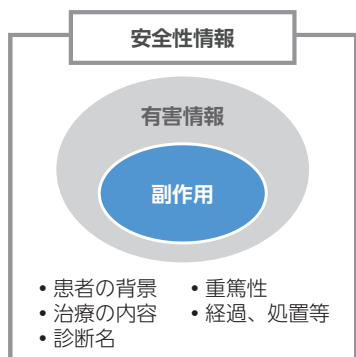 安全性情報
有害情報
副作用
• 患者の背景
• 治療の内容
• 診断名
• 重篤性
• 経過、処置等